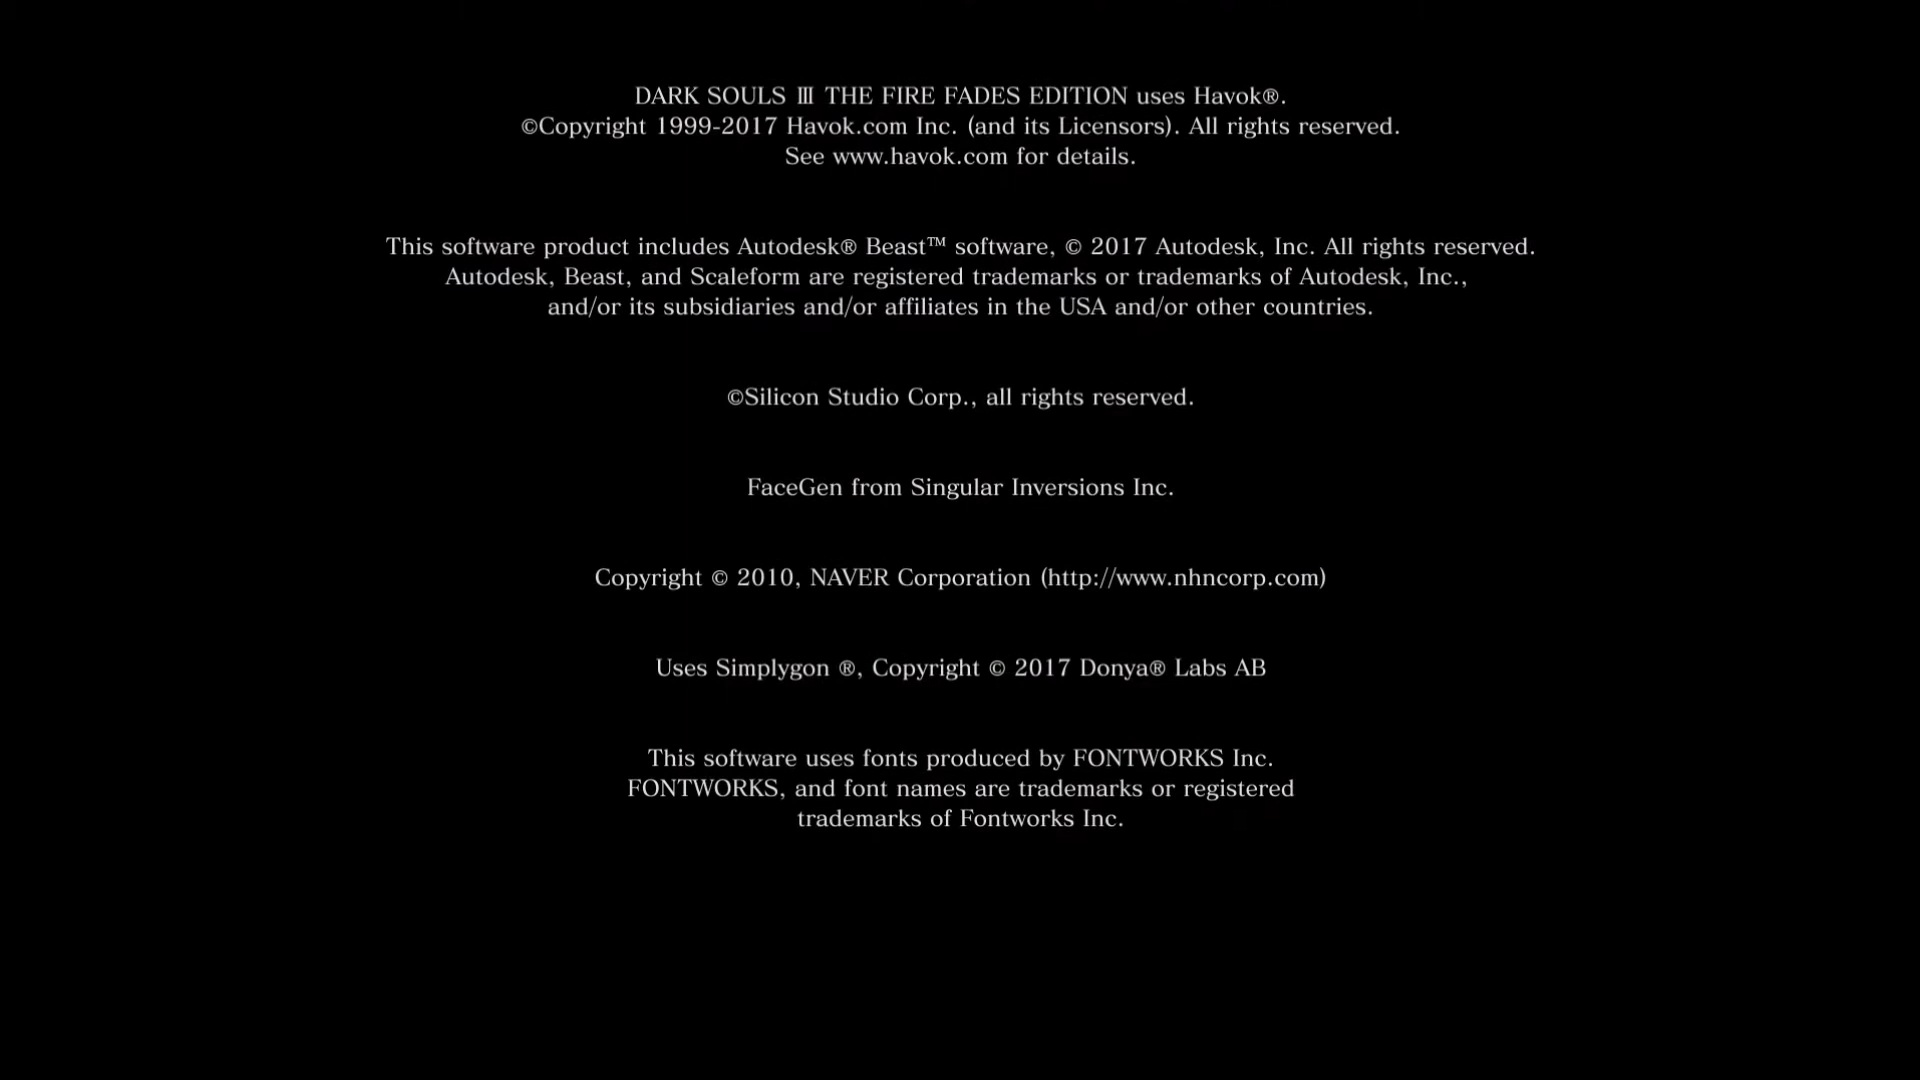 DARK SOULS Ⅲ THE FIRE FADES EDITION uses Havok®.
©Copyright 1999-2017 Havok.com Inc. (and its Licensors). All rights reserved.
See www.havok.com for details.
This software product includes Autodesk® Beast™ software, © 2017 Autodesk, Inc. All rights reserved.
Autodesk, Beast, and Scaleform are registered trademarks or trademarks of Autodesk, Inc.,
and/or its subsidiaries and/or affiliates in the USA and/or other countries.
©Silicon Studio Corp., all rights reserved.
FaceGen from Singular Inversions Inc.
Copyright © 2010, NAVER Corporation (http://www.nhncorp.com)
Uses Simplygon ®, Copyright © 2017 Donya® Labs AB
This software uses fonts produced by FONTWORKS Inc.
FONTWORKS, and font names are trademarks or registered
trademarks of Fontworks Inc.